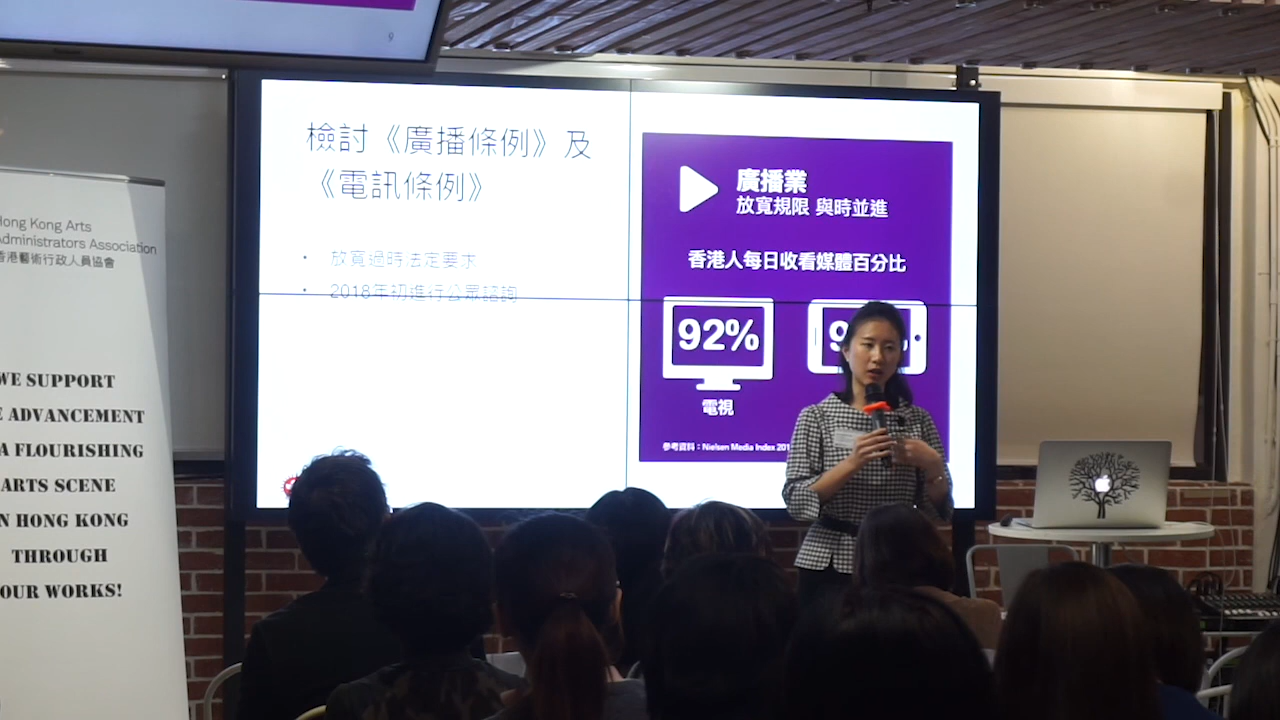 9
Hong Kong Arts
Administrators Association
香港藝術行政人員協會
WE SUPPORT
ADVANCEMENT
A FLOURISHING
ARTS SCENE
IN HONG KONG
THROUGH
OUR WORKS!
檢討《廣播條例》及
《電訊條例》
• 放寬過時法定要求
• 2018年初進行公眾諮詢
廣播業
放寬規限 與時並進
香港人每日收看媒體百分比
92%
電視
參考資料：Nielsen Media Index